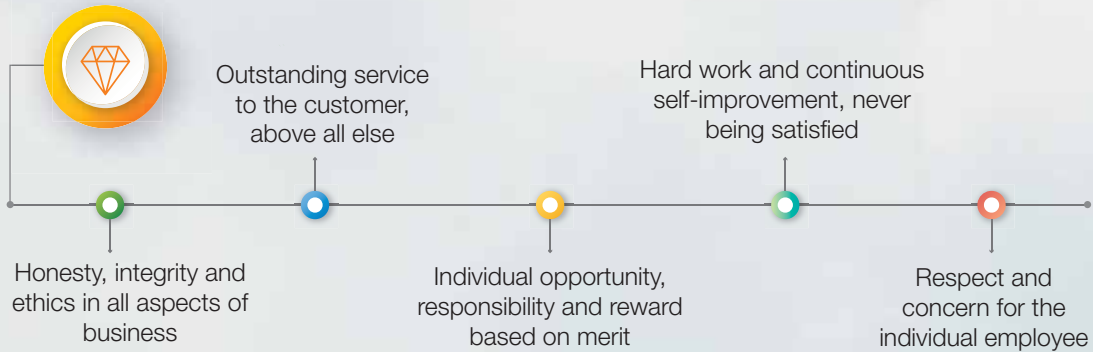 Honesty, integrity and
ethics in all aspects of
business
Outstanding service
to the customer,
above all else
Individual opportunity,
responsibility and reward
based on merit
Hard work and continuous
self-improvement, never
being satisfied
Respect and
concern for the
individual employee